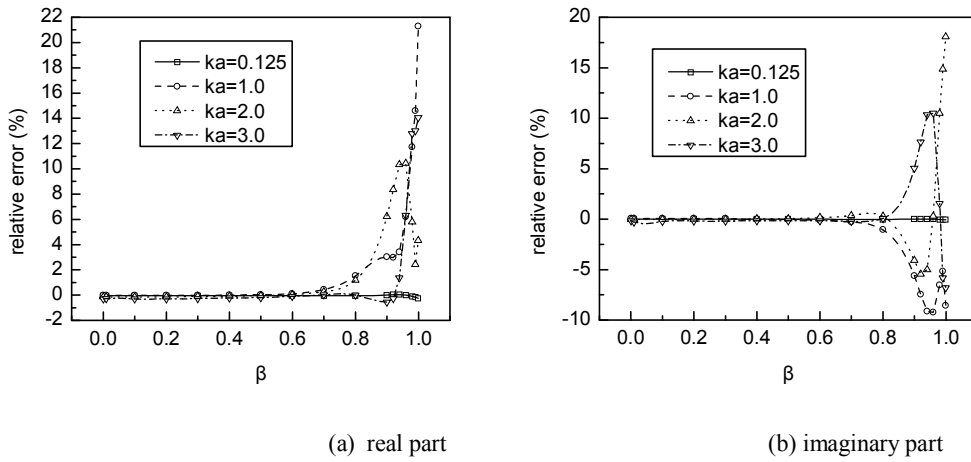 22
20
18
16
14
12
10
8
6
4
2
0
-2
relative error (%)
ka=0.125
ka=1.0
ka=2.0
ka=3.0
0.0 0.2 0.4 0.6 0.8 1.0
β
(a) real part
20
15
10
5
0
-5
-10
relative error (%)
ka=0.125
ka=1.0
ka=2.0
ka=3.0
0.0 0.2 0.4 0.6 0.8 1.0
β
(b) imaginary part